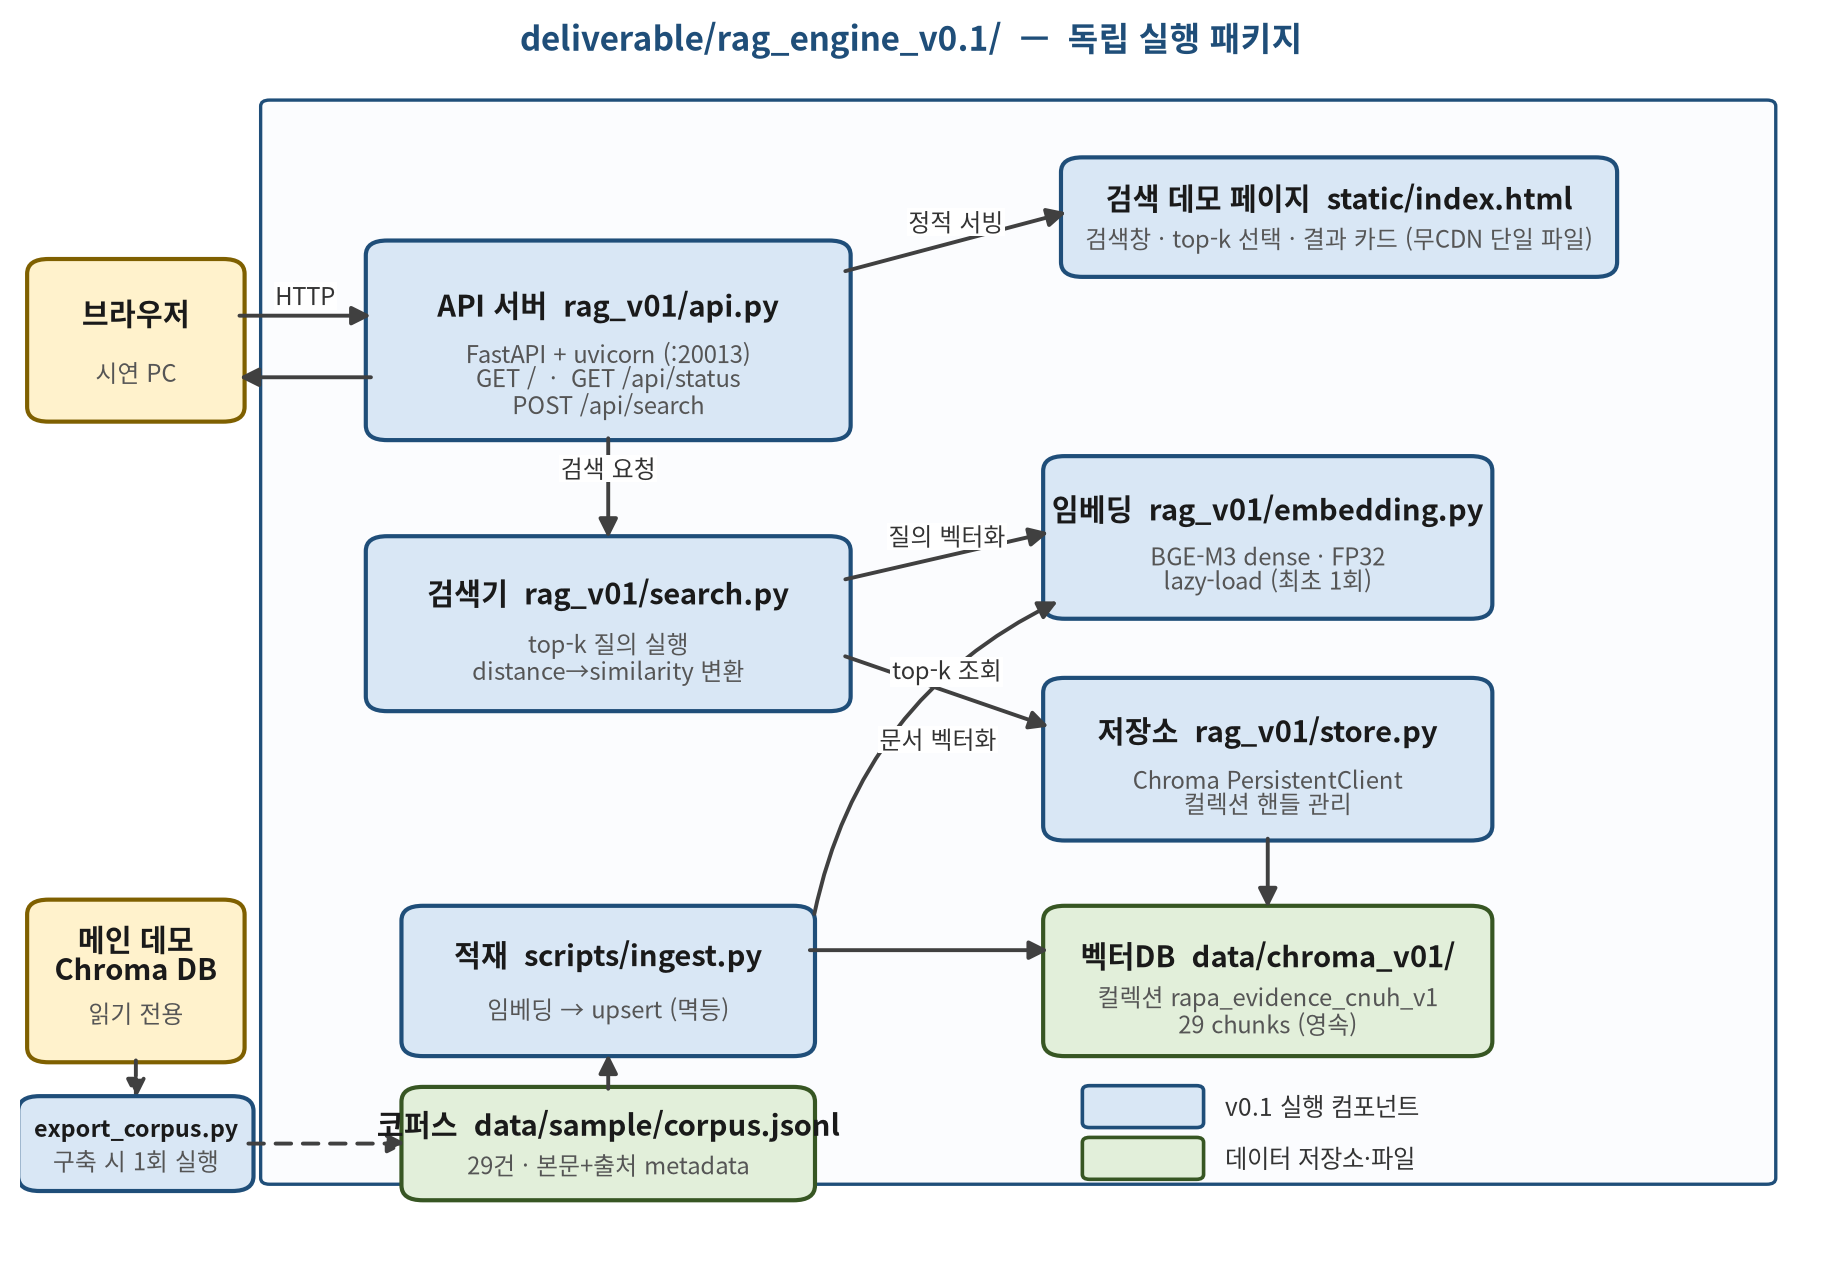 deliverable/rag_engine_v0.1/ — 독립 실행 패키지
검색 데모 페이지 static/index.html
검색창 · top-k 선택 · 결과 카드 (무CDN 단일 파일)
정적 서빙
브라우저
시연 PC
HTTP
API 서버 rag_v01/api.py
FastAPI + uvicorn (:20013)
GET / · GET /api/status
POST /api/search
검색 요청
검색기 rag_v01/search.py
top-k 질의 실행
distance→similarity 변환
질의 벡터화
임베딩 rag_v01/embedding.py
BGE-M3 dense · FP32
lazy-load (최초 1회)
top-k 조회
문서 벡터화
저장소 rag_v01/store.py
Chroma PersistentClient
컬렉션 핸들 관리
메인 데모
Chroma DB
읽기 전용
적재 scripts/ingest.py
임베딩 → upsert (멱등)
벡터DB data/chroma_v01/
컬렉션 rapa_evidence_cnuh_v1
29 chunks (영속)
export_corpus.py
구축 시 1회 실행
코퍼스 data/sample/corpus.jsonl
29건 · 본문+출처 metadata
v0.1 실행 컴포넌트
데이터 저장소·파일